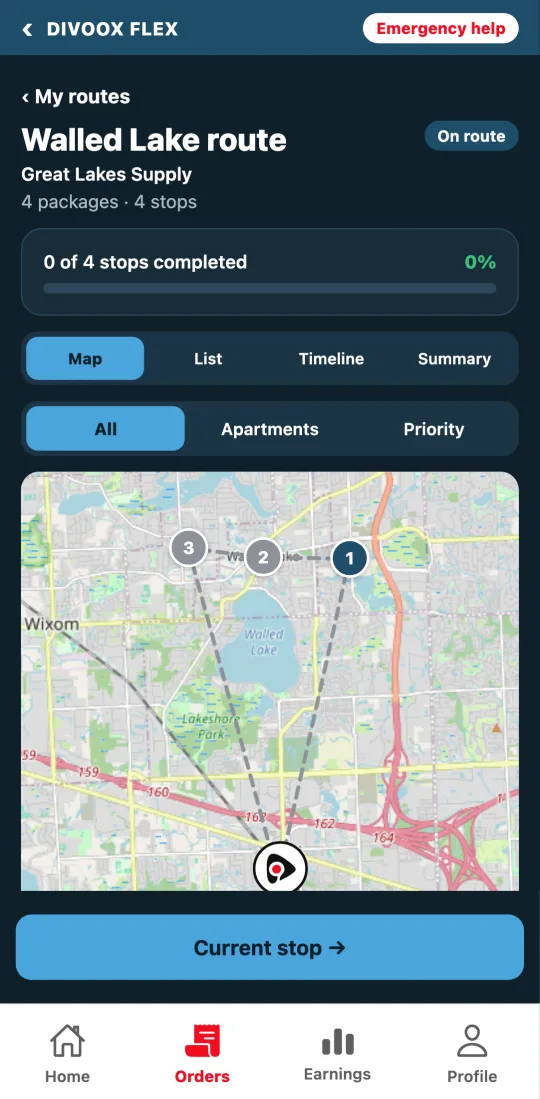 ‹ DIVOOX FLEX
Emergency help
‹ My routes
Walled Lake route
On route
Great Lakes Supply
4 packages · 4 stops
0 of 4 stops completed
0%
Map
List
Timeline
Summary
All
Apartments
Priority
3
2
1
Wixom
Walled
Lake
Lakeshore
Park
59
159
160
162
164
Current stop →
Home
Orders
Earnings
Profile